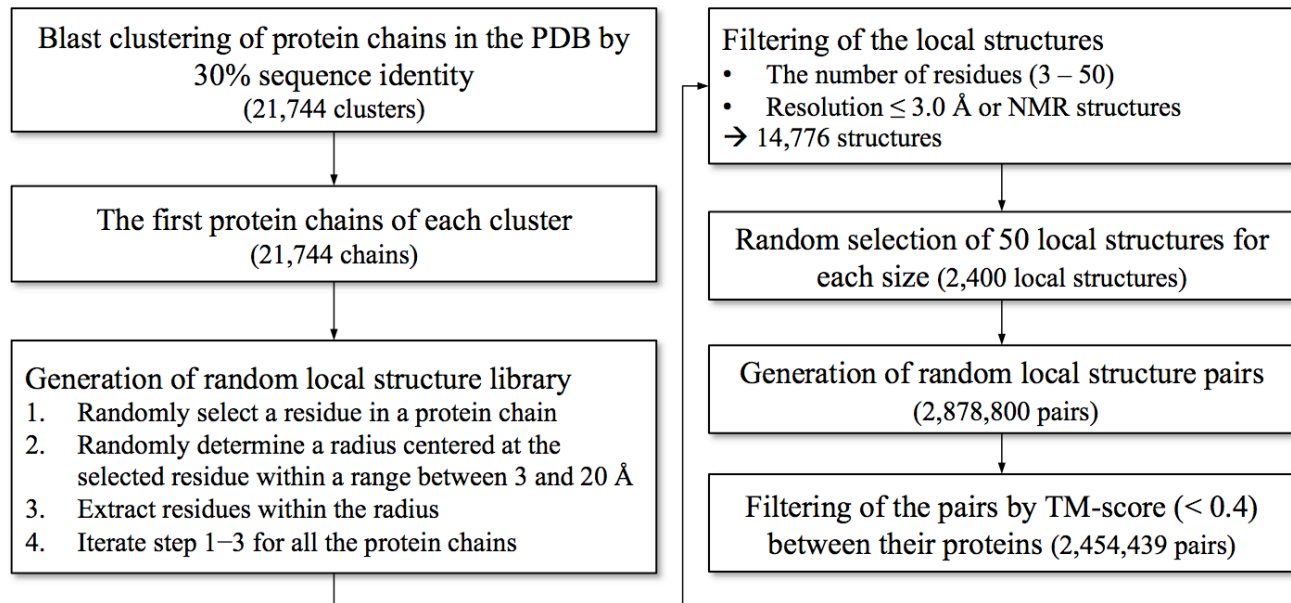 Blast clustering of protein chains in the PDB by
30% sequence identity
(21,744 clusters)
The first protein chains of each cluster
(21,744 chains)
Generation of random local structure library
1. Randomly select a residue in a protein chain
2. Randomly determine a radius centered at the
selected residue within a range between 3 and 20 Å
3. Extract residues within the radius
4. Iterate step 1−3 for all the protein chains
Filtering of the local structures
• The number of residues (3 – 50)
• Resolution ≤ 3.0 Å or NMR structures
→ 14,776 structures
Random selection of 50 local structures for
each size (2,400 local structures)
Generation of random local structure pairs
(2,878,800 pairs)
Filtering of the pairs by TM-score (< 0.4)
between their proteins (2,454,439 pairs)